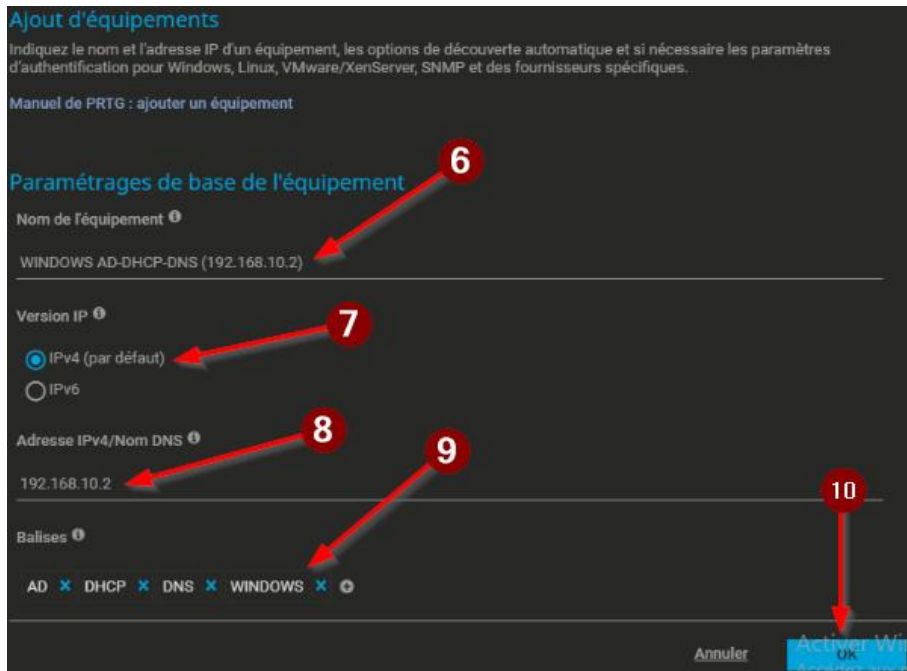 Ajout d'équipements
Indiquez le nom et l'adresse IP d'un équipement, les options de découverte automatique et si nécessaire les paramètres
d'authentification pour Windows, Linux, VMware/XenServer, SNMP et des fournisseurs spécifiques.
Manuel de PRTG : ajouter un équipement
6
Paramétrages de base de l'équipement
Nom de l'équipement
WINDOWS AD-DHCP-DNS (192.168.10.2)
Version IP
7
IPv4 (par défaut)
IPv6
8
Adresse IPv4/Nom DNS
9
192.168.10.2
10
Balises
AD × DHCP × DNS × WINDOWS ×
Activer Wi
Annuler OK